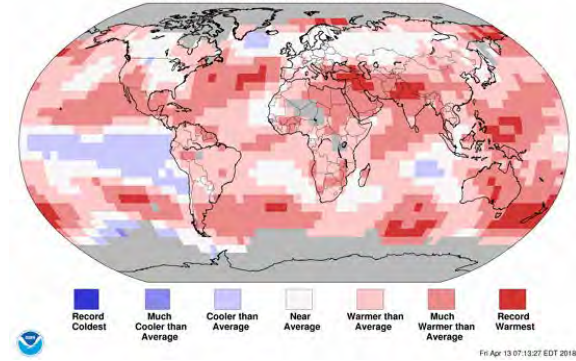 Record Coldest
Much Cooler than Average
Cooler than Average
Near Average
Warmer than Average
Much Warmer than Average
Record Warmest
Fri Apr 13 07:13:27 EDT 2018